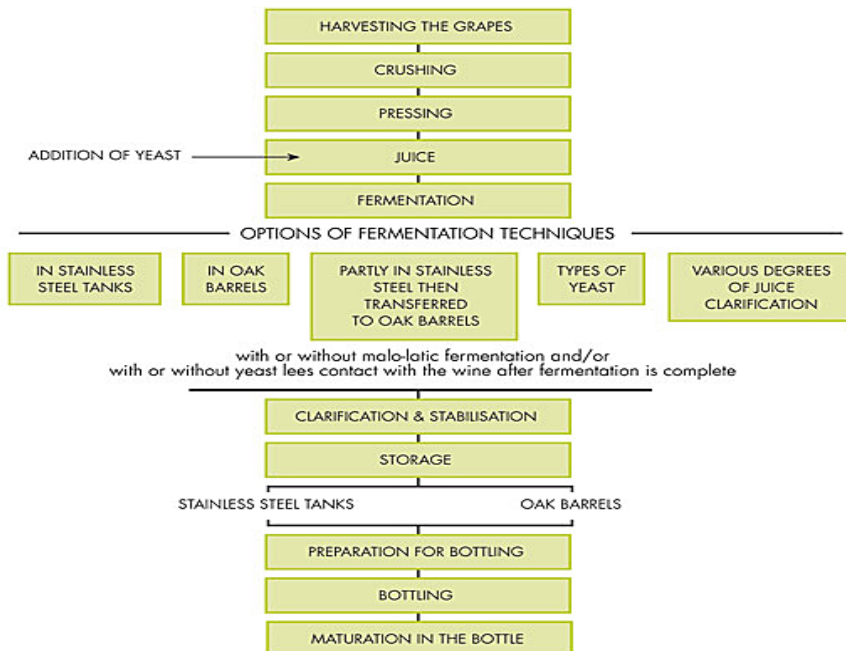 HARVESTING THE GRAPES
CRUSHING
PRESSING
ADDITION OF YEAST
JUICE
FERMENTATION
OPTIONS OF FERMENTATION TECHNIQUES
IN STAINLESS
STEEL TANKS
IN OAK
BARRELS
PARTLY IN STAINLESS
STEEL THEN
TRANSFERRED
TO OAK BARRELS
TYPES OF
YEAST
VARIOUS DEGREES
OF JUICE
CLARIFICATION
with or without malo-latic fermentation and/or
with or without yeast lees contact with the wine after fermentation is complete
CLARIFICATION & STABILISATION
STORAGE
STAINLESS STEEL TANKS
OAK BARRELS
PREPARATION FOR BOTTLING
BOTTLING
MATURATION IN THE BOTTLE